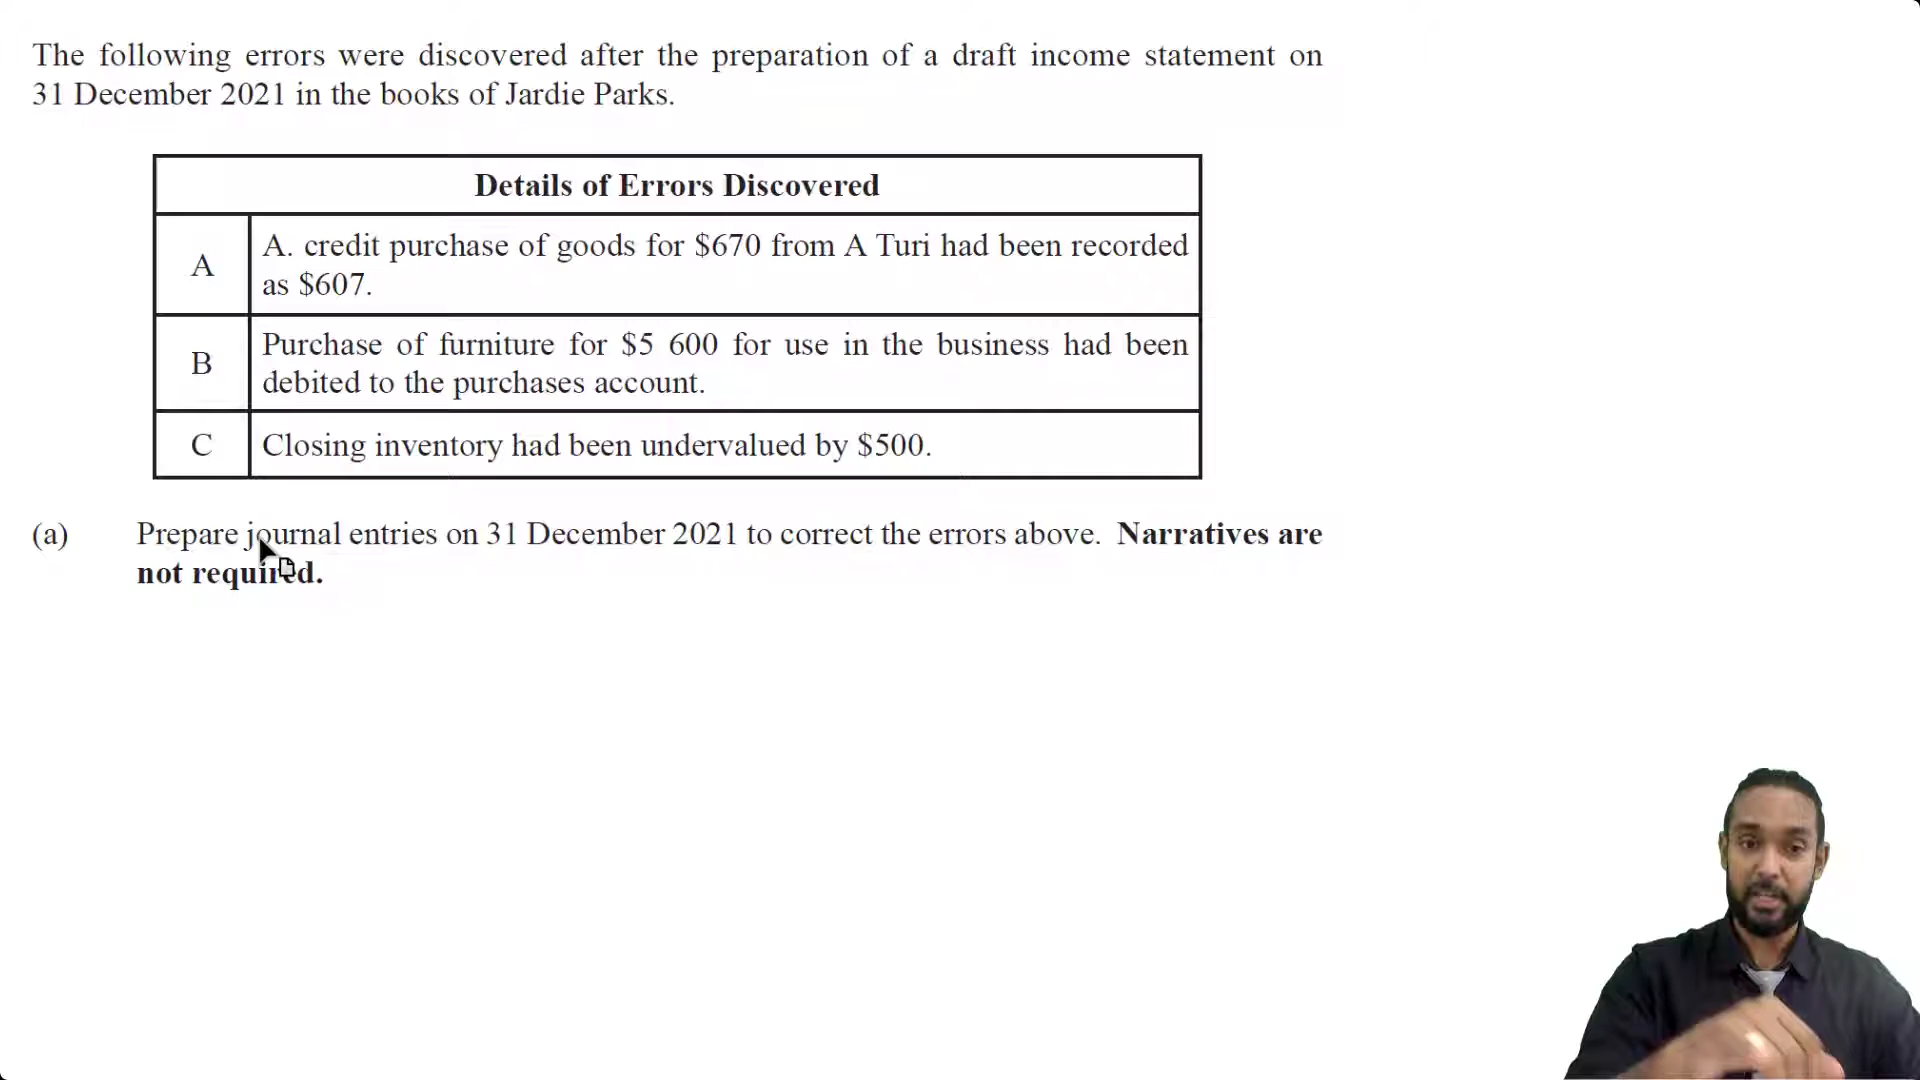 The following errors were discovered after the preparation of a draft income statement on
31 December 2021 in the books of Jardie Parks.
Details of Errors Discovered
A
A. credit purchase of goods for $670 from A Turi had been recorded
as $607.
B
Purchase of furniture for $5 600 for use in the business had been
debited to the purchases account.
C
Closing inventory had been undervalued by $500.
(a)
Prepare journal entries on 31 December 2021 to correct the errors above. Narratives are
not required.